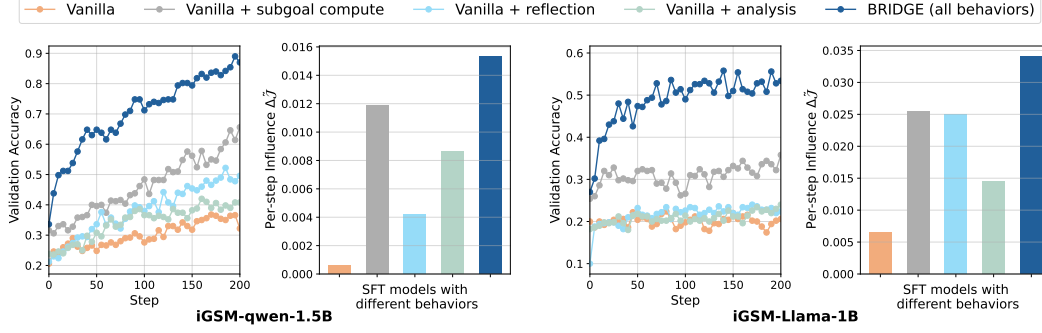 Vanilla
Vanilla + subgoal compute
Vanilla + reflection
Vanilla + analysis
BRIDGE (all behaviors)
Validation Accuracy
0.9
0.8
0.7
0.6
0.5
0.4
0.3
0.2
0 50 100 150 200
Step
Per-step Influence Δ𝒥̃
0.016
0.014
0.012
0.010
0.008
0.006
0.004
0.002
0.000
SFT models with
different behaviors
iGSM-qwen-1.5B
Validation Accuracy
0.6
0.5
0.4
0.3
0.2
0.1
0 50 100 150 200
Step
Per-step Influence Δ𝒥̃
0.035
0.030
0.025
0.020
0.015
0.010
0.005
0.000
SFT models with
different behaviors
iGSM-Llama-1B